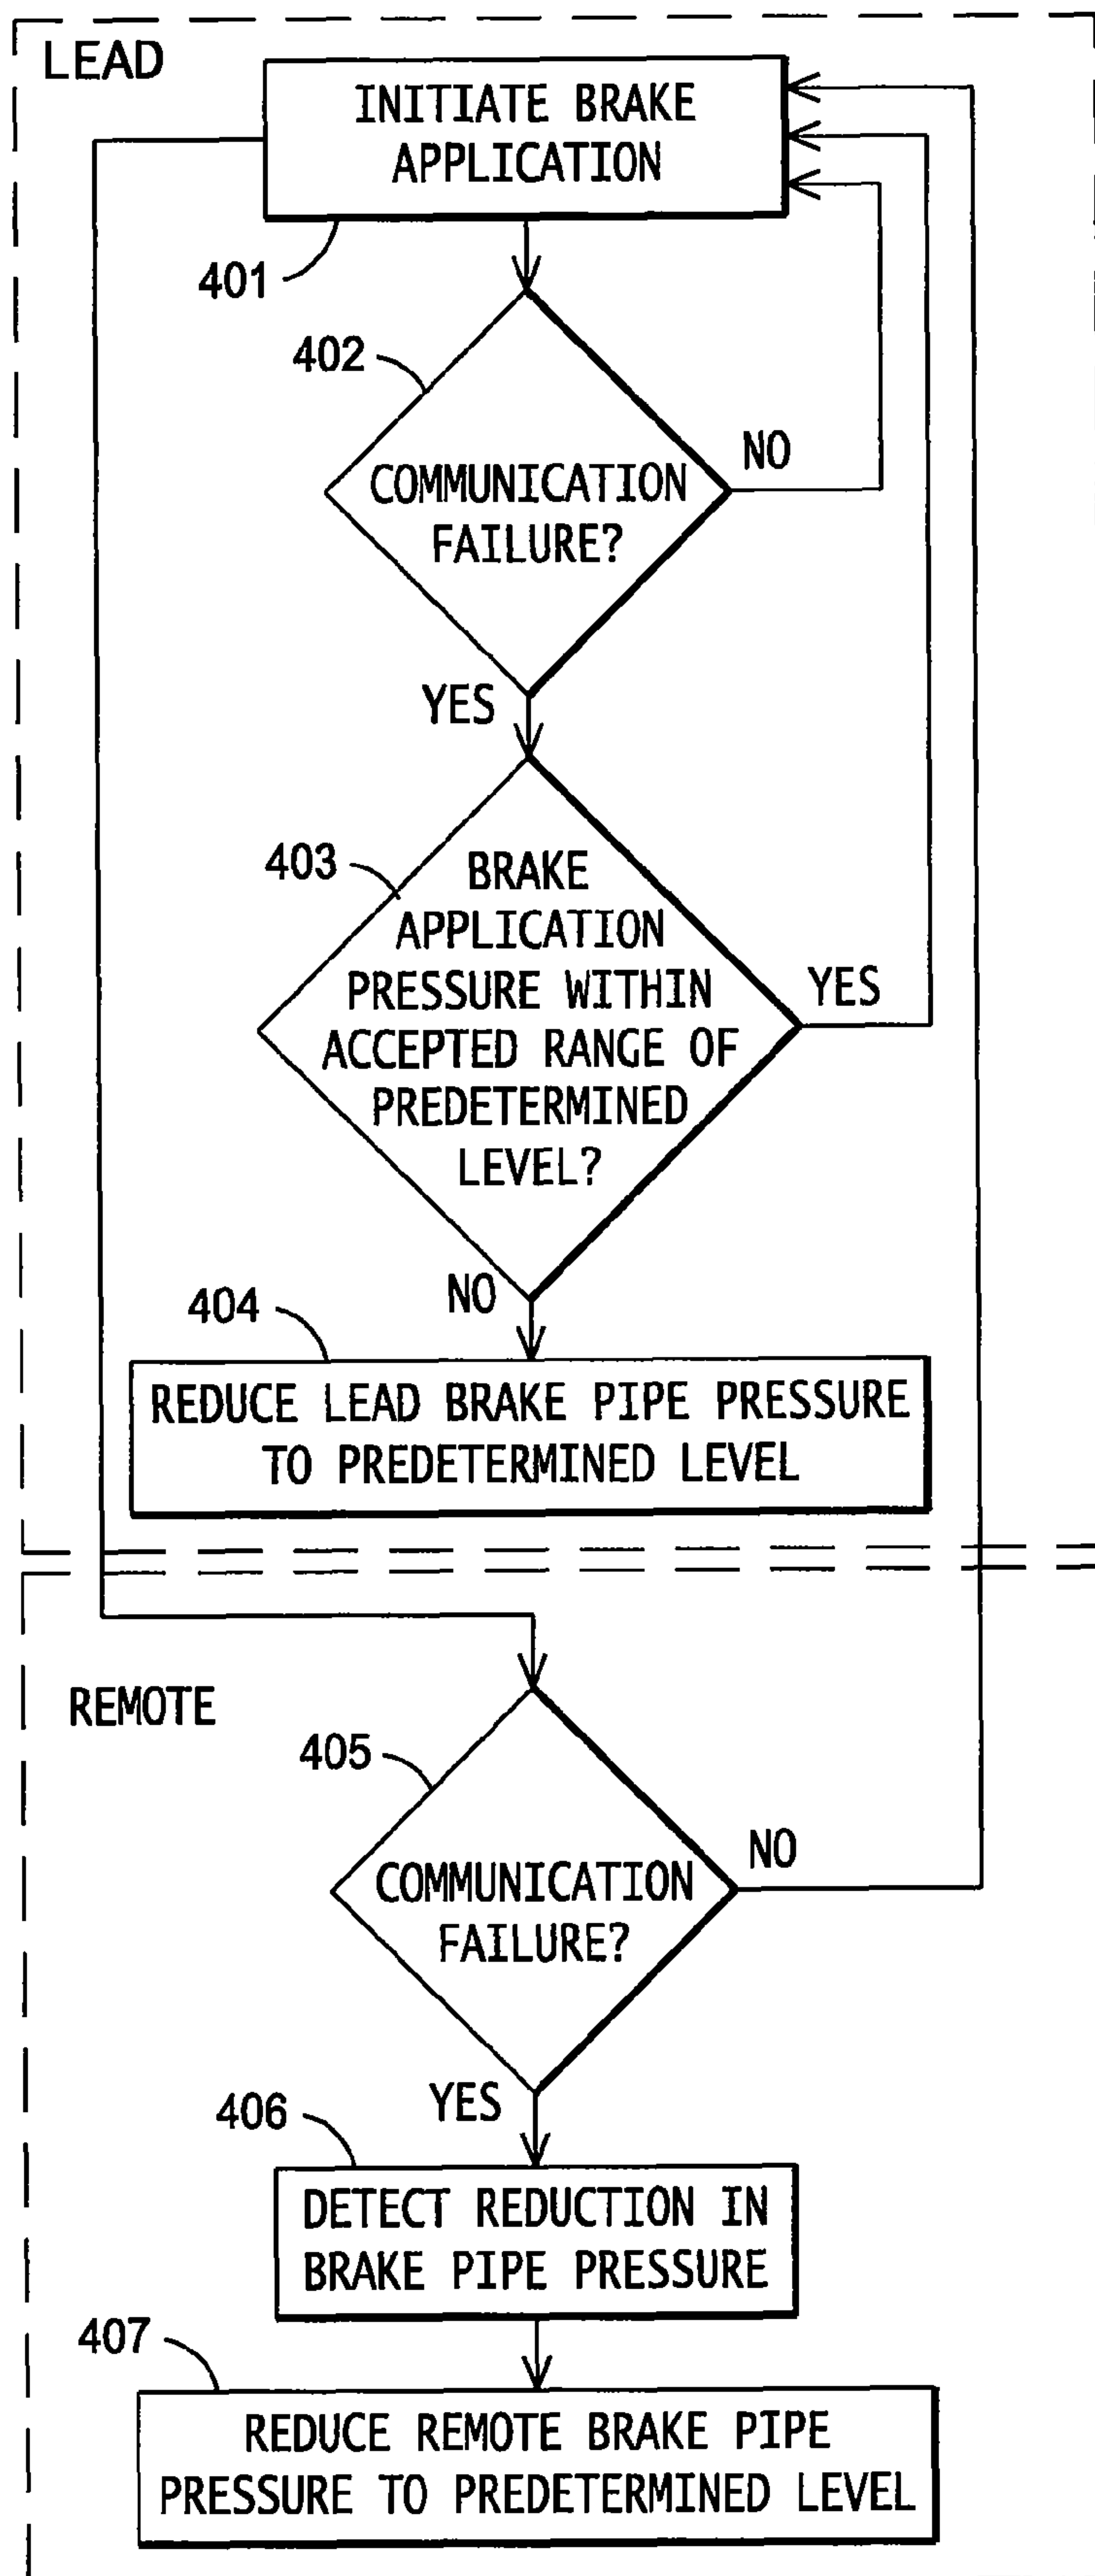 LEAD
INITIATE BRAKE
APPLICATION
401
402
NO
COMMUNICATION
FAILURE?
YES
403
BRAKE
APPLICATION
PRESSURE WITHIN
YES
ACCEPTED RANGE OF
PREDETERMINED
LEVEL?
NO
404
REDUCE LEAD BRAKE PIPE PRESSURE
TO PREDETERMINED LEVEL
REMOTE
405
NO
COMMUNICATION
FAILURE?
YES
406
DETECT REDUCTION IN
BRAKE PIPE PRESSURE
407
REDUCE REMOTE BRAKE PIPE
PRESSURE TO PREDETERMINED LEVEL